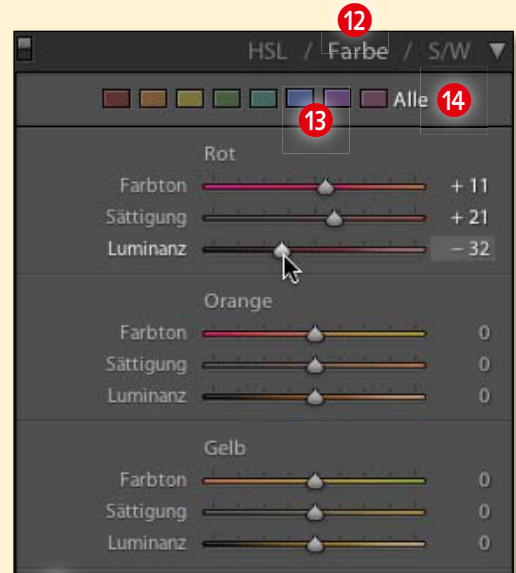 12
HSL / Farbe / S/W
Alle 14
13
Rot
Farbton + 11
Sättigung + 21
Luminanz – 32
Orange
Farbton 0
Sättigung 0
Luminanz 0
Gelb
Farbton 0
Sättigung 0
Luminanz 0